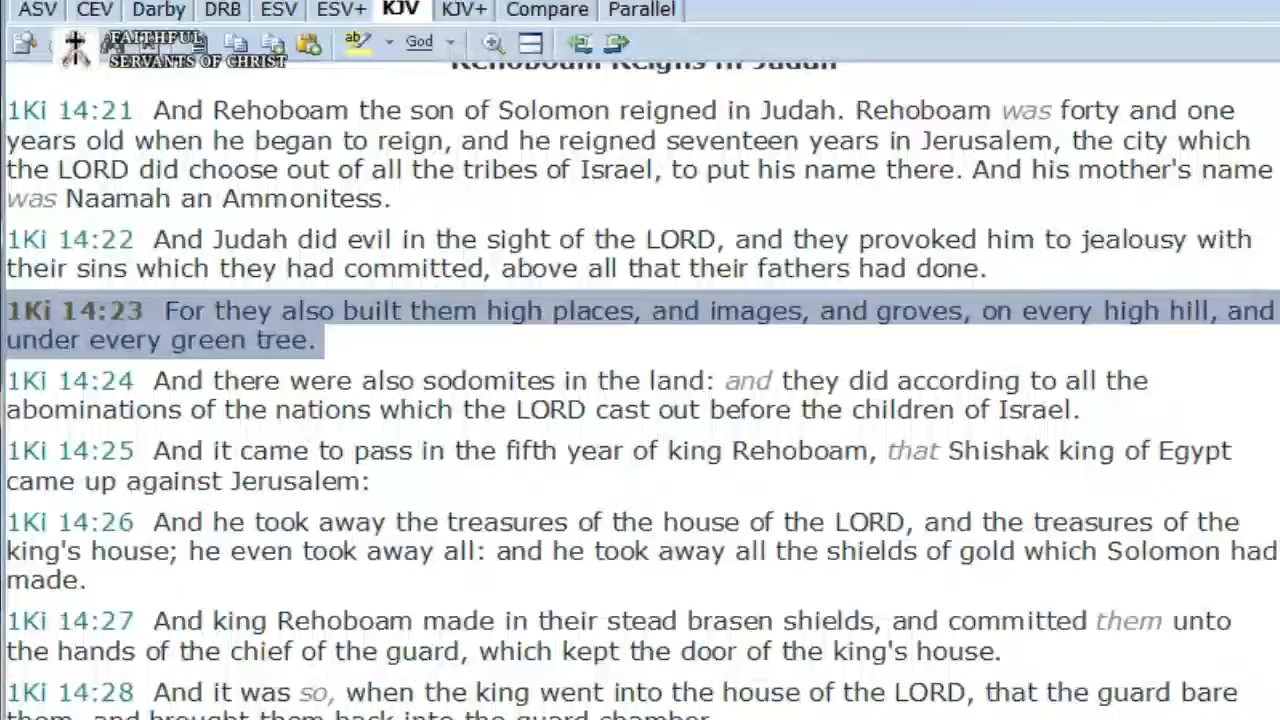 ASV CEV Darby DRB ESV ESV+ KJV KJV+ Compare Parallel
God
FAITHFUL
SERVANTS OF CHRIST
Rehoboam Reigns in Judah
1Ki 14:21 And Rehoboam the son of Solomon reigned in Judah. Rehoboam was forty and one
years old when he began to reign, and he reigned seventeen years in Jerusalem, the city which
the LORD did choose out of all the tribes of Israel, to put his name there. And his mother's name
was Naamah an Ammonitess.
1Ki 14:22 And Judah did evil in the sight of the LORD, and they provoked him to jealousy with
their sins which they had committed, above all that their fathers had done.
1Ki 14:23 For they also built them high places, and images, and groves, on every high hill, and
under every green tree.
1Ki 14:24 And there were also sodomites in the land: and they did according to all the
abominations of the nations which the LORD cast out before the children of Israel.
1Ki 14:25 And it came to pass in the fifth year of king Rehoboam, that Shishak king of Egypt
came up against Jerusalem:
1Ki 14:26 And he took away the treasures of the house of the LORD, and the treasures of the
king's house; he even took away all: and he took away all the shields of gold which Solomon had
made.
1Ki 14:27 And king Rehoboam made in their stead brasen shields, and committed them unto
the hands of the chief of the guard, which kept the door of the king's house.
1Ki 14:28 And it was so, when the king went into the house of the LORD, that the guard bare
them, and brought them back into the guard chamber.